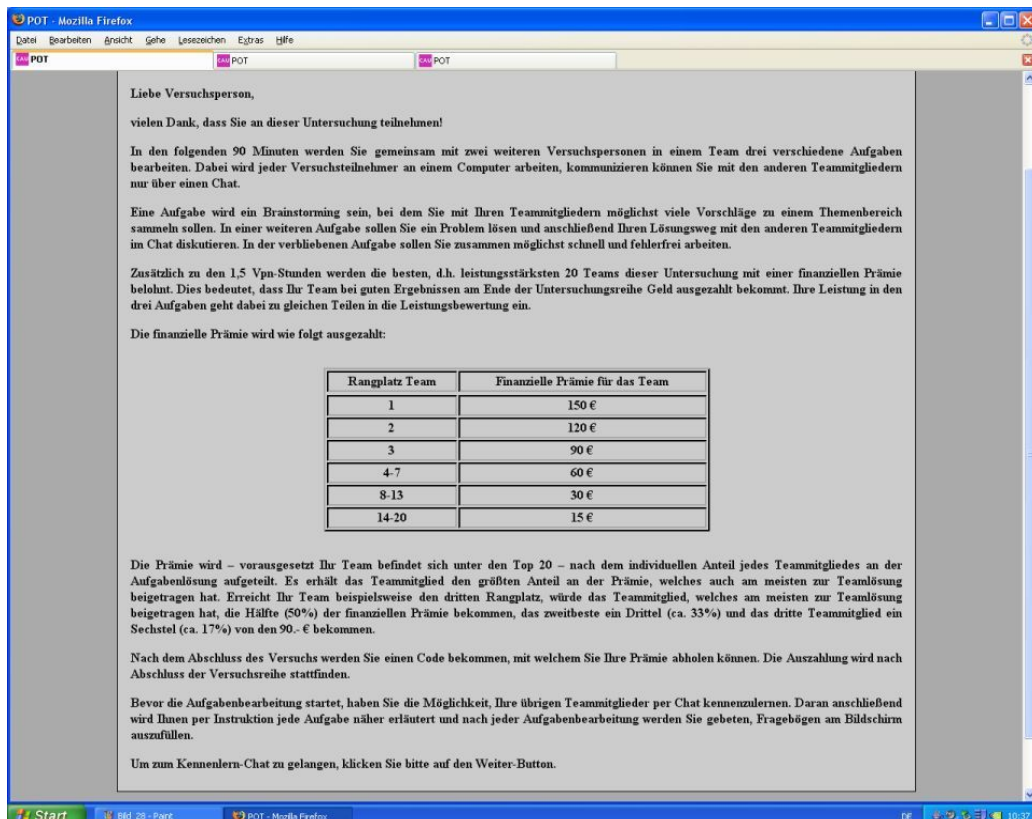 POT - Mozilla Firefox
Datei Bearbeiten Ansicht Gehe Lesezeichen Extras Hilfe
CAU POT CAU POT CAU POT
Liebe Versuchsperson,
vielen Dank, dass Sie an dieser Untersuchung teilnehmen!
In den folgenden 90 Minuten werden Sie gemeinsam mit zwei weiteren Versuchspersonen in einem Team drei verschiedene Aufgaben
bearbeiten. Dabei wird jeder Versuchsteilnehmer an einem Computer arbeiten, kommunizieren können Sie mit den anderen Teammitgliedern
nur über einen Chat.
Eine Aufgabe wird ein Brainstorming sein, bei dem Sie mit Ihren Teammitgliedern möglichst viele Vorschläge zu einem Themenbereich
sammeln sollen. In einer weiteren Aufgabe sollen Sie ein Problem lösen und anschließend Ihren Lösungsweg mit den anderen Teammitgliedern
im Chat diskutieren. In der verbliebenen Aufgabe sollen Sie zusammen möglichst schnell und fehlerfrei arbeiten.
Zusätzlich zu den 1,5 Vpn-Stunden werden die besten, d.h. leistungsstärksten 20 Teams dieser Untersuchung mit einer finanziellen Prämie
belohnt. Dies bedeutet, dass Ihr Team bei guten Ergebnissen am Ende der Untersuchungsreihe Geld ausgezahlt bekommt. Ihre Leistung in den
drei Aufgaben geht dabei zu gleichen Teilen in die Leistungsbewertung ein.
Die finanzielle Prämie wird wie folgt ausgezahlt:
Rangplatz Team Finanzielle Prämie für das Team
1 150 €
2 120 €
3 90 €
4-7 60 €
8-13 30 €
14-20 15 €
Die Prämie wird – vorausgesetzt Ihr Team befindet sich unter den Top 20 – nach dem individuellen Anteil jedes Teammitgliedes an der
Aufgabenlösung aufgeteilt. Es erhält das Teammitglied den größten Anteil an der Prämie, welches auch am meisten zur Teamlösung
beigetragen hat. Erreicht Ihr Team beispielsweise den dritten Rangplatz, würde das Teammitglied, welches am meisten zur Teamlösung
beigetragen hat, die Hälfte (50%) der finanziellen Prämie bekommen, das zweitbeste ein Drittel (ca. 33%) und das dritte Teammitglied ein
Sechstel (ca. 17%) von den 90.- € bekommen.
Nach dem Abschluss des Versuchs werden Sie einen Code bekommen, mit welchem Sie Ihre Prämie abholen können. Die Auszahlung wird nach
Abschluss der Versuchsreihe stattfinden.
Bevor die Aufgabenbearbeitung startet, haben Sie die Möglichkeit, Ihre übrigen Teammitglieder per Chat kennenzulernen. Daran anschließend
wird Ihnen per Instruktion jede Aufgabe näher erläutert und nach jeder Aufgabenbearbeitung werden Sie gebeten, Fragebögen am Bildschirm
auszufüllen.
Um zum Kennenlern-Chat zu gelangen, klicken Sie bitte auf den Weiter-Button.
Start Bild_28 - Paint POT - Mozilla Firefox DE 10:37